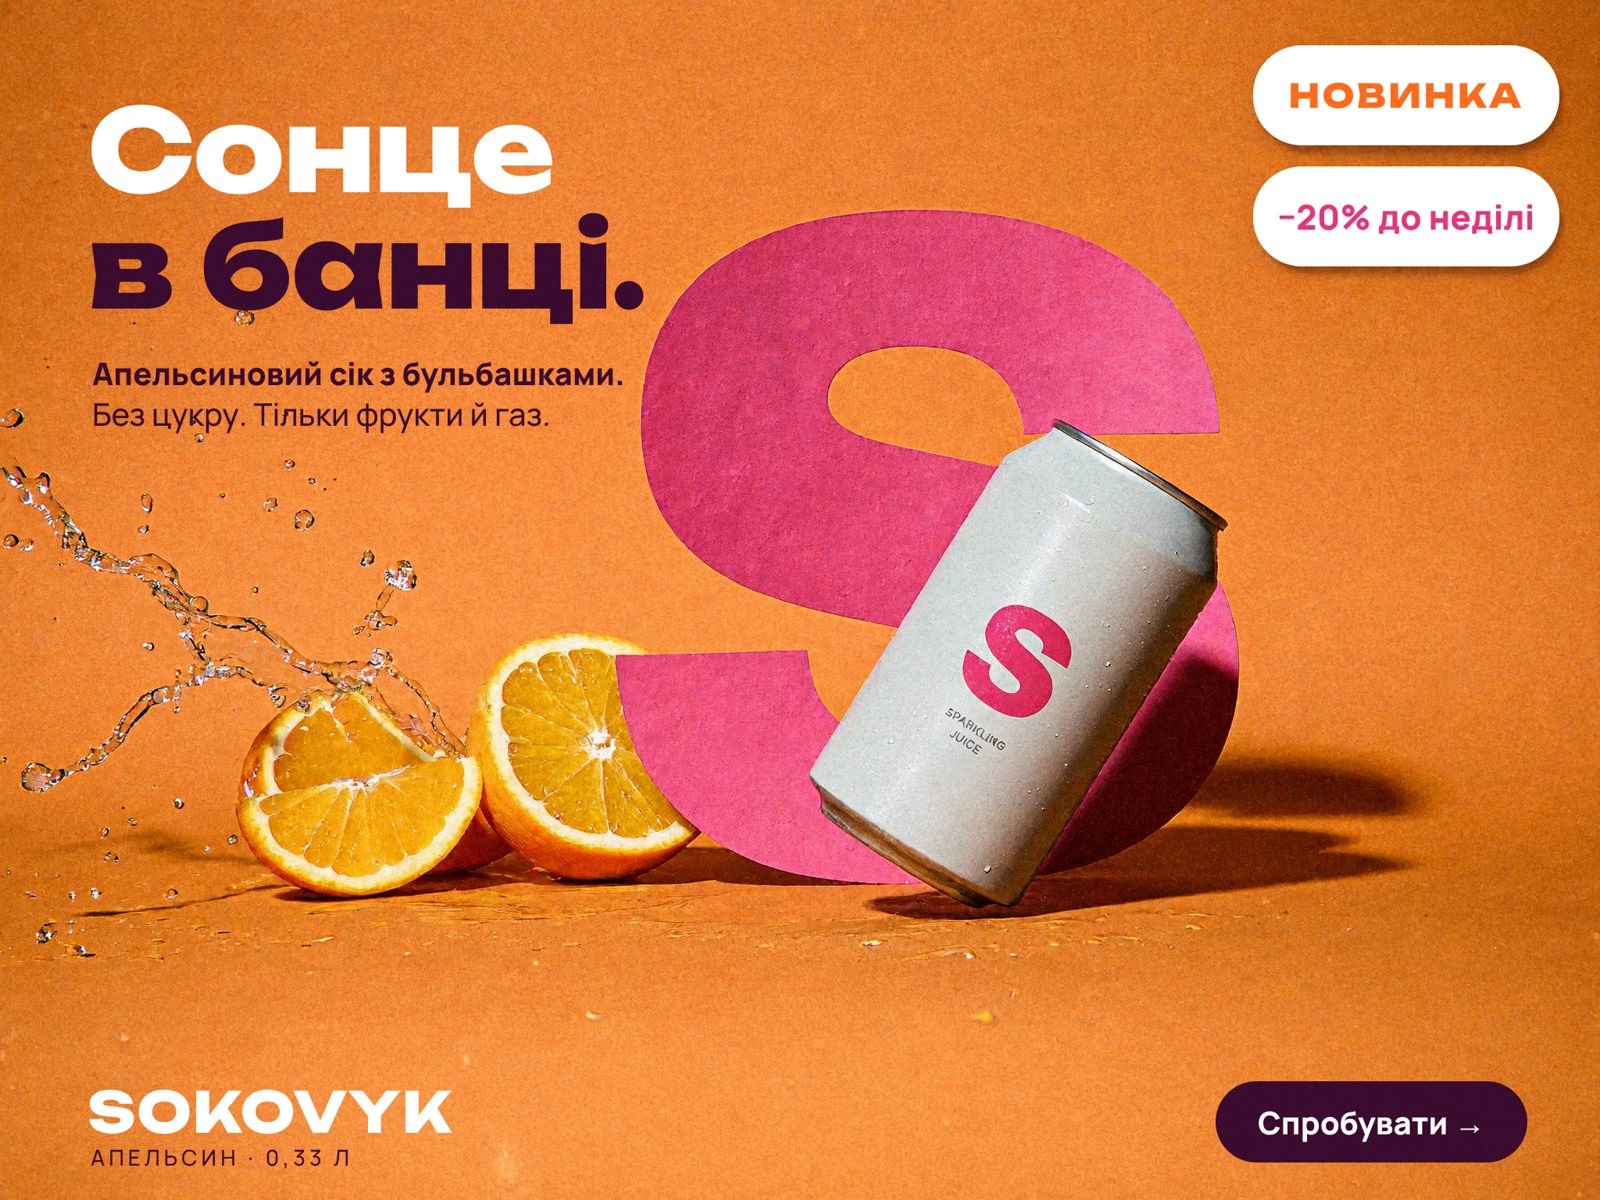 Сонце
в банці.
Апельсиновий сік з бульбашками.
Без цукру. Тільки фрукти й газ.
НОВИНКА
−20% до неділі
S
S
SPARKLING
JUICE
SOKOVYK
АПЕЛЬСИН · 0,33 Л
Спробувати →